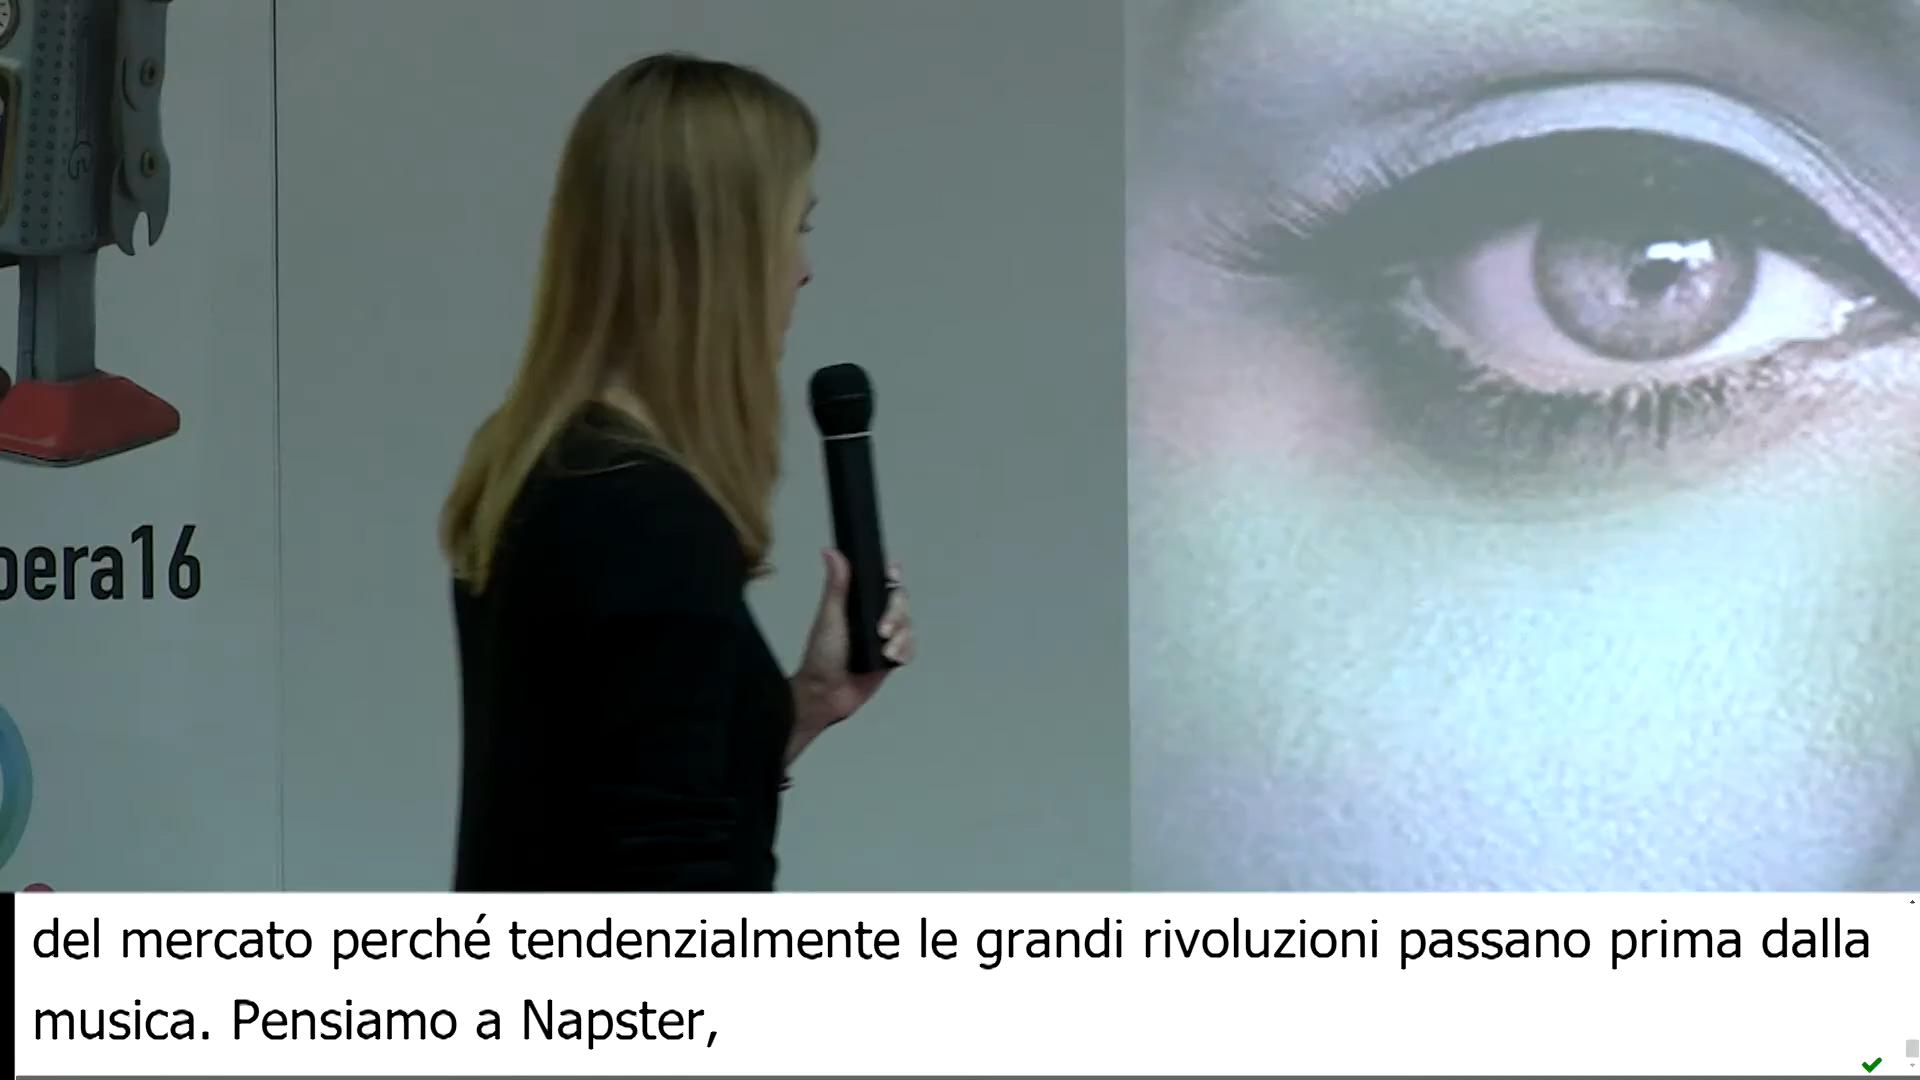 pera16
del mercato perché tendenzialmente le grandi rivoluzioni passano prima dalla
musica. Pensiamo a Napster,